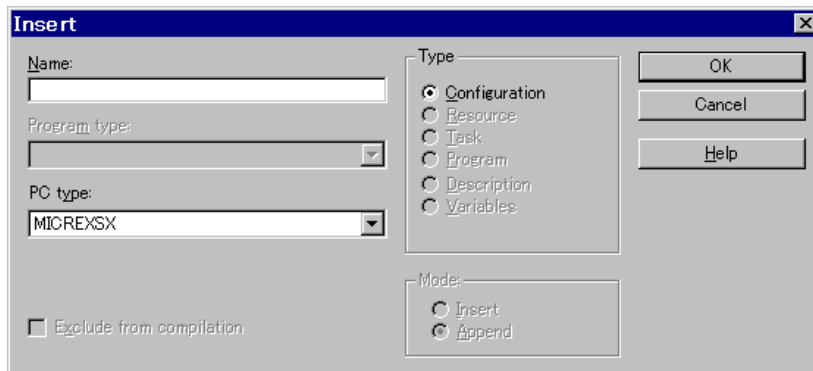 Insert
Name:
Program type:
PC type:
MICREXSX
Exclude from compilation
Type
Configuration
Resource
Task
Program
Description
Variables
Mode:
Insert
Append
OK
Cancel
Help